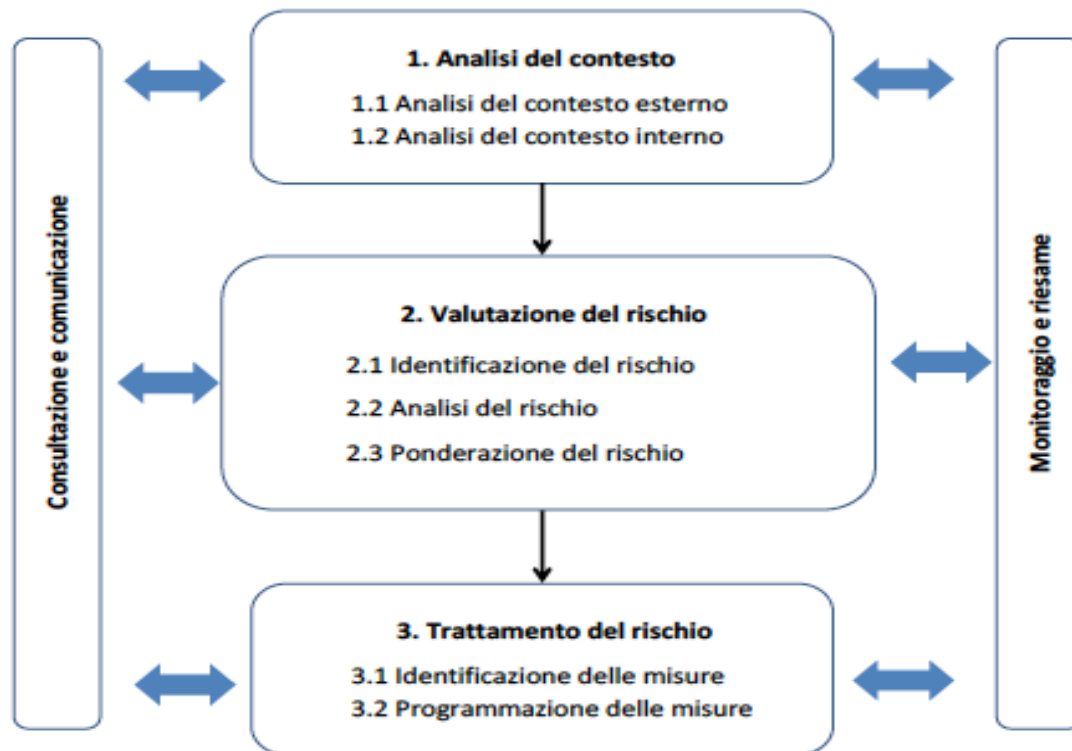 Consultazione e comunicazione
1. Analisi del contesto
1.1 Analisi del contesto esterno
1.2 Analisi del contesto interno
2. Valutazione del rischio
2.1 Identificazione del rischio
2.2 Analisi del rischio
2.3 Ponderazione del rischio
3. Trattamento del rischio
3.1 Identificazione delle misure
3.2 Programmazione delle misure
Monitoraggio e riesame